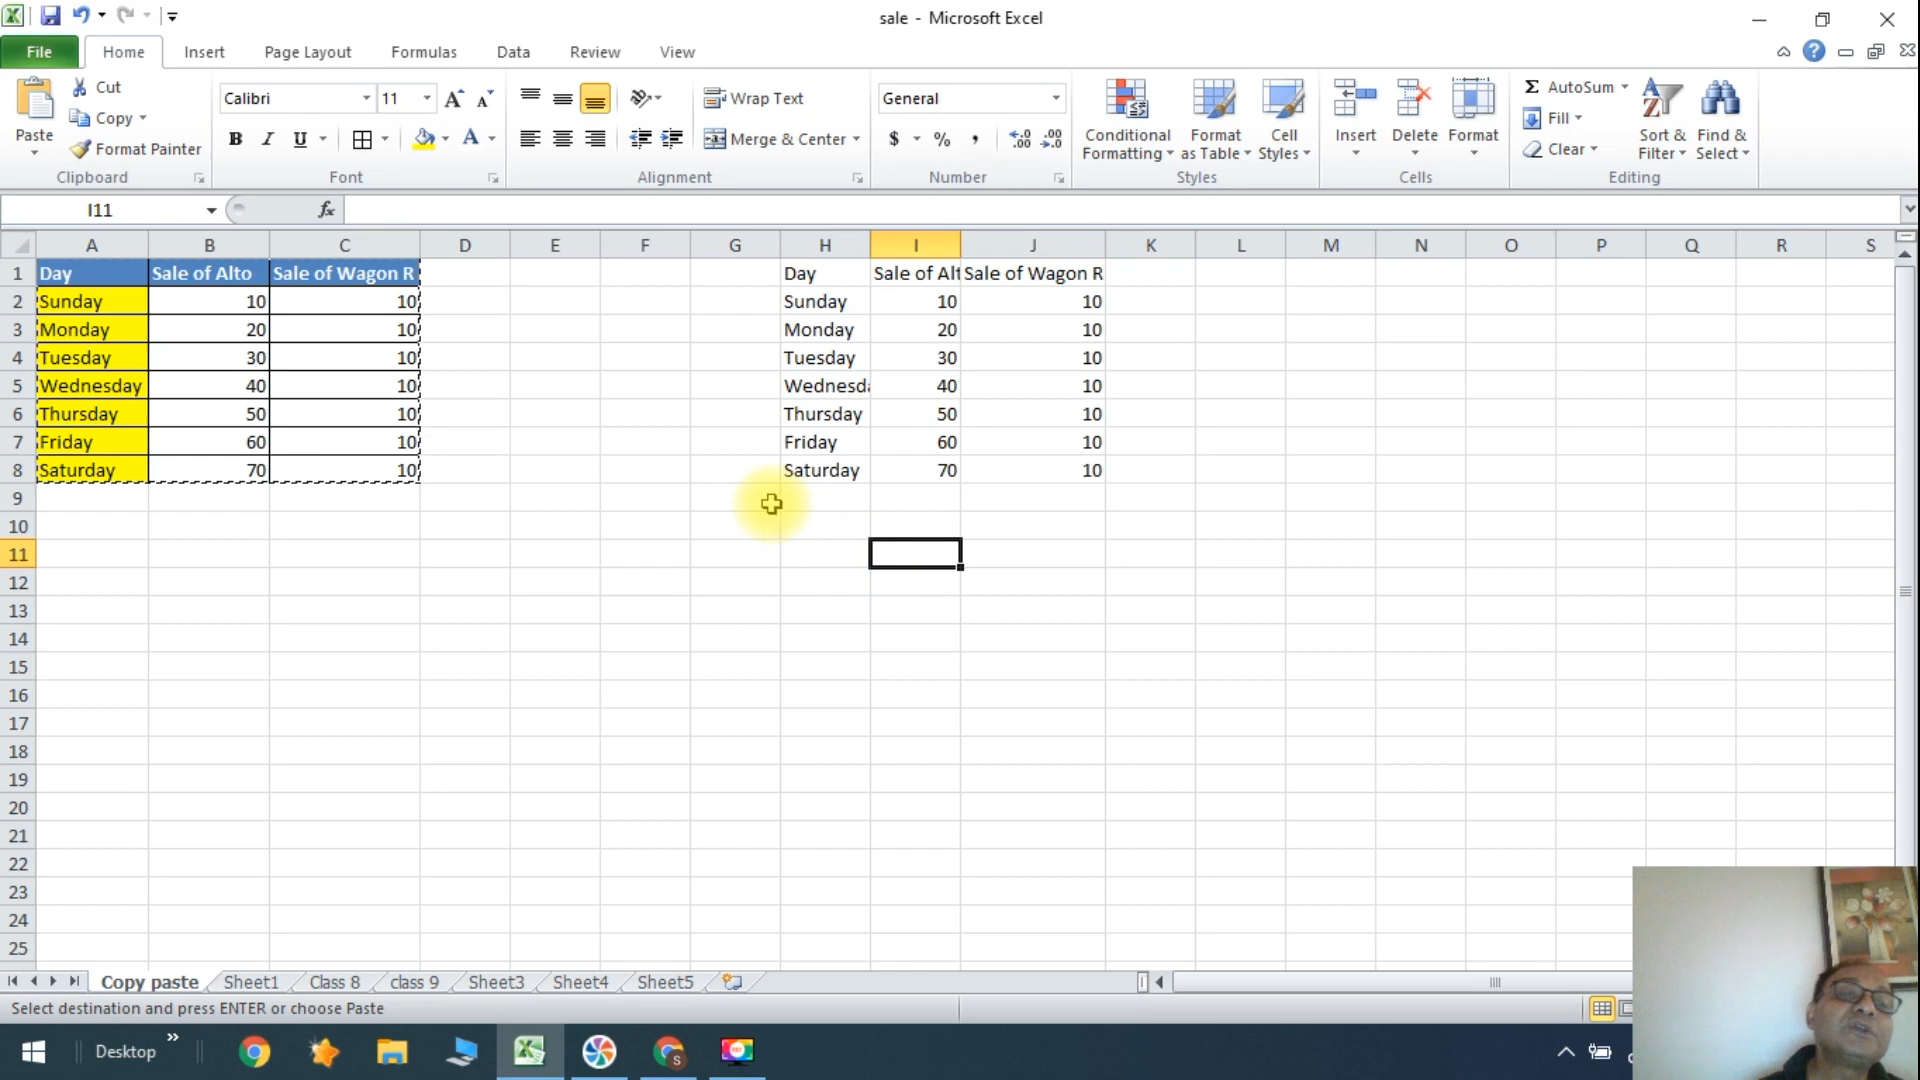 sale - Microsoft Excel
File Home Insert Page Layout Formulas Data Review View
Paste
Cut
Copy
Format Painter
Clipboard
Calibri 11
B I U
Font
Wrap Text
Merge & Center
Alignment
General
$ % ,
Number
Conditional Formatting
Format as Table
Cell Styles
Styles
Insert Delete Format
Cells
AutoSum
Fill
Clear
Sort & Filter
Find & Select
Editing
I11 fx
A B C D E F G H I J K L M N O P Q R S
1 Day Sale of Alto Sale of Wagon R Day Sale of Alt Sale of Wagon R
2 Sunday 10 10 Sunday 10 10
3 Monday 20 10 Monday 20 10
4 Tuesday 30 10 Tuesday 30 10
5 Wednesday 40 10 Wednesda 40 10
6 Thursday 50 10 Thursday 50 10
7 Friday 60 10 Friday 60 10
8 Saturday 70 10 Saturday 70 10
9
10
11
12
13
14
15
16
17
18
19
20
21
22
23
24
25
Copy paste Sheet1 Class 8 class 9 Sheet3 Sheet4 Sheet5
Select destination and press ENTER or choose Paste
Desktop